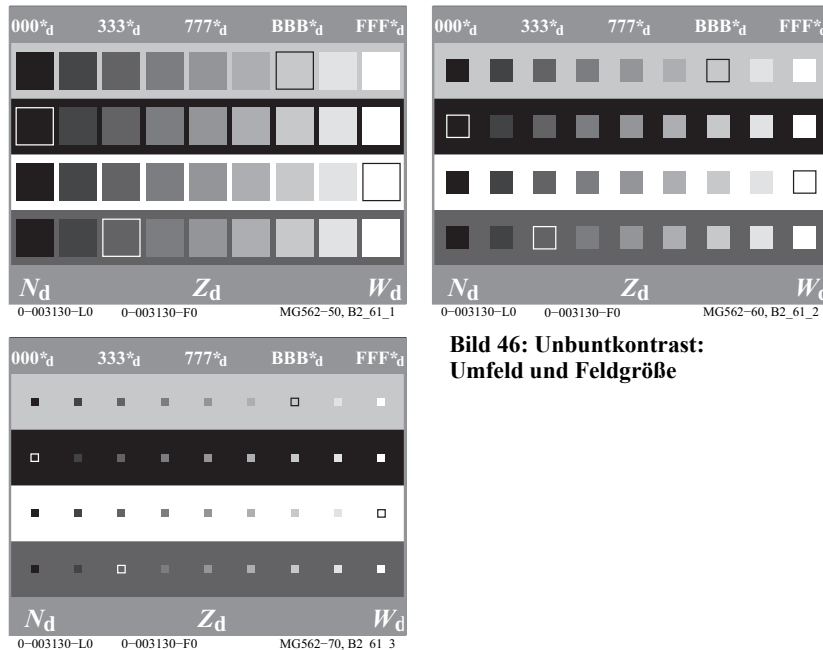 000*d 333*d 777*d BBB*d FFF*d
Nd Zd Wd
0−003130−L0 0−003130−F0 MG562−50, B2_61_1
000*d 333*d 777*d BBB*d FFF*d
Nd Zd Wd
0−003130−L0 0−003130−F0 MG562−60, B2_61_2
Bild 46: Unbuntkontrast:
Umfeld und Feldgröße
000*d 333*d 777*d BBB*d FFF*d
Nd Zd Wd
0−003130−L0 0−003130−F0 MG562−70, B2_61_3